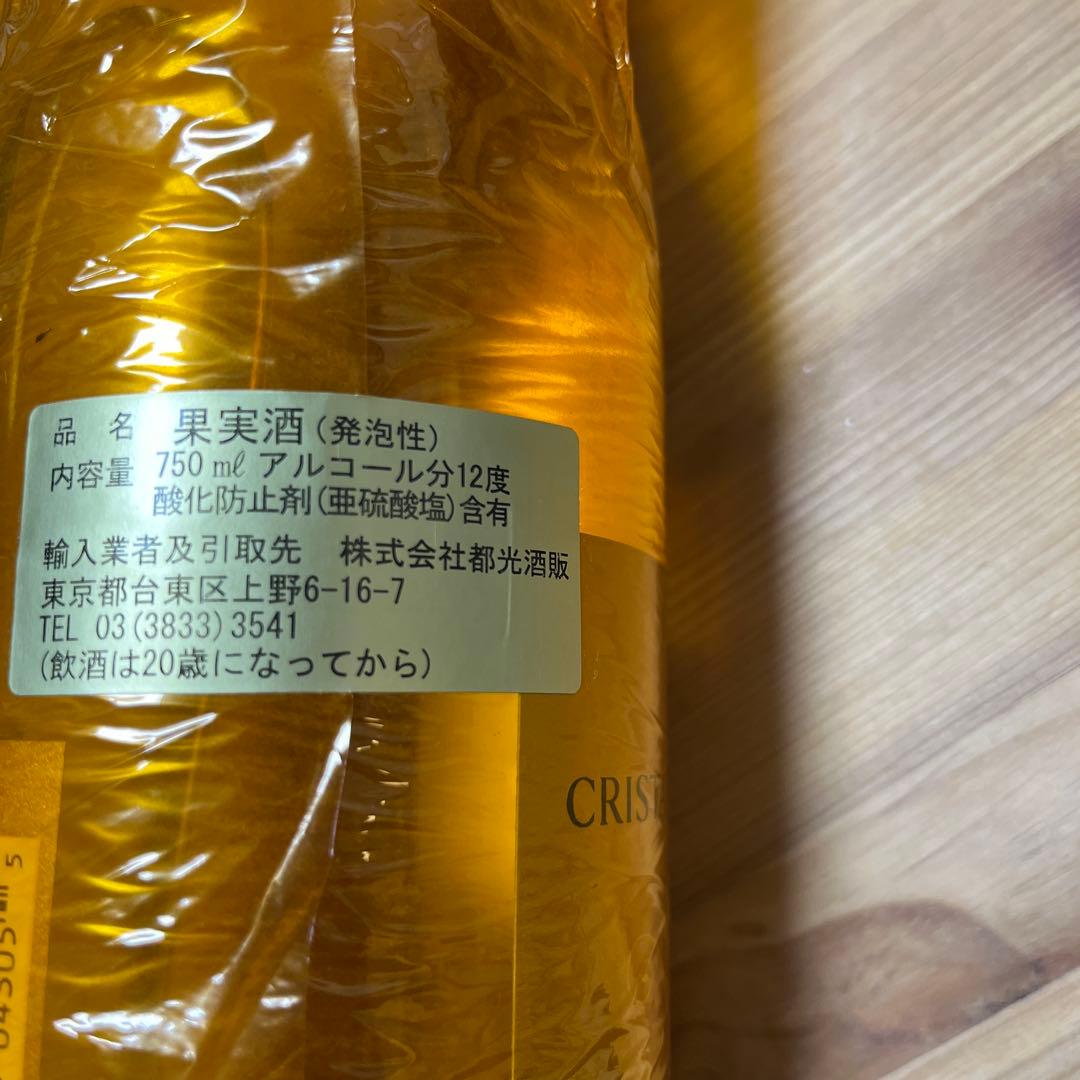 品 名 果実酒(発泡性)
内容量 750mℓ アルコール分12度
酸化防止剤(亜硫酸塩)含有
輸入業者及引取先 株式会社都光酒販
東京都台東区上野6-16-7
TEL 03(3833)3541
(飲酒は20歳になってから)
CRIST